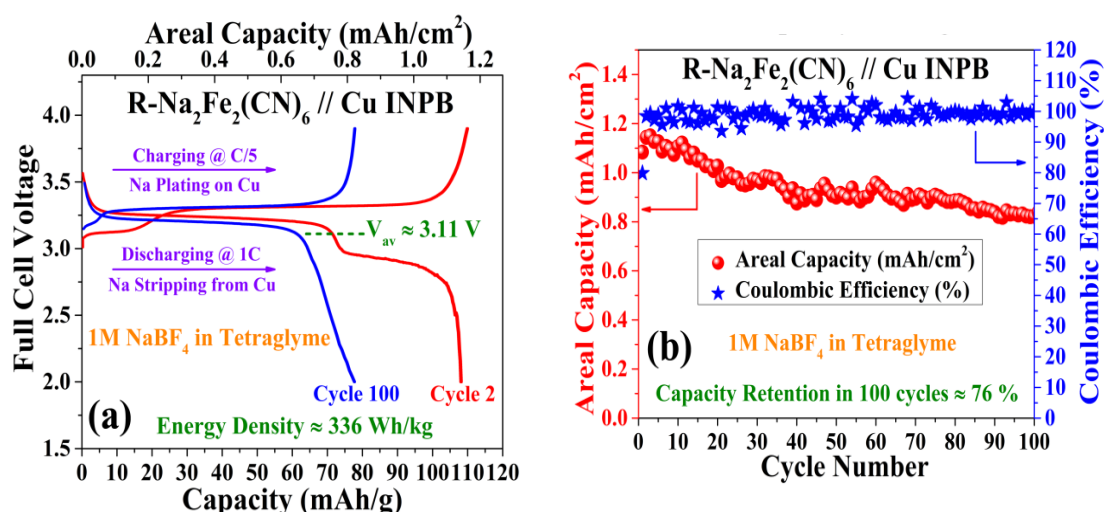 Areal Capacity (mAh/cm²)
0.0 0.2 0.4 0.6 0.8 1.0 1.2
R-Na₂Fe₂(CN)₆ // Cu INPB
Charging @ C/5
Na Plating on Cu
Vav ≈ 3.11 V
Discharging @ 1C
Na Stripping from Cu
1M NaBF₄ in Tetraglyme
Cycle 100
Cycle 2
(a)
Energy Density ≈ 336 Wh/kg
Full Cell Voltage
4.0
3.5
3.0
2.5
2.0
1.5
0 10 20 30 40 50 60 70 80 90 100 110 120
Capacity (mAh/g)
R-Na₂Fe₂(CN)₆ // Cu INPB
Areal Capacity (mAh/cm²)
Coulombic Efficiency (%)
1M NaBF₄ in Tetraglyme
(b)
Capacity Retention in 100 cycles ≈ 76 %
Areal Capacity (mAh/cm²)
1.4
1.2
1.0
0.8
0.6
0.4
0.2
0.0
Coulombic Efficiency (%)
120
110
100
90
80
70
60
50
40
30
20
10
0
0 10 20 30 40 50 60 70 80 90 100
Cycle Number